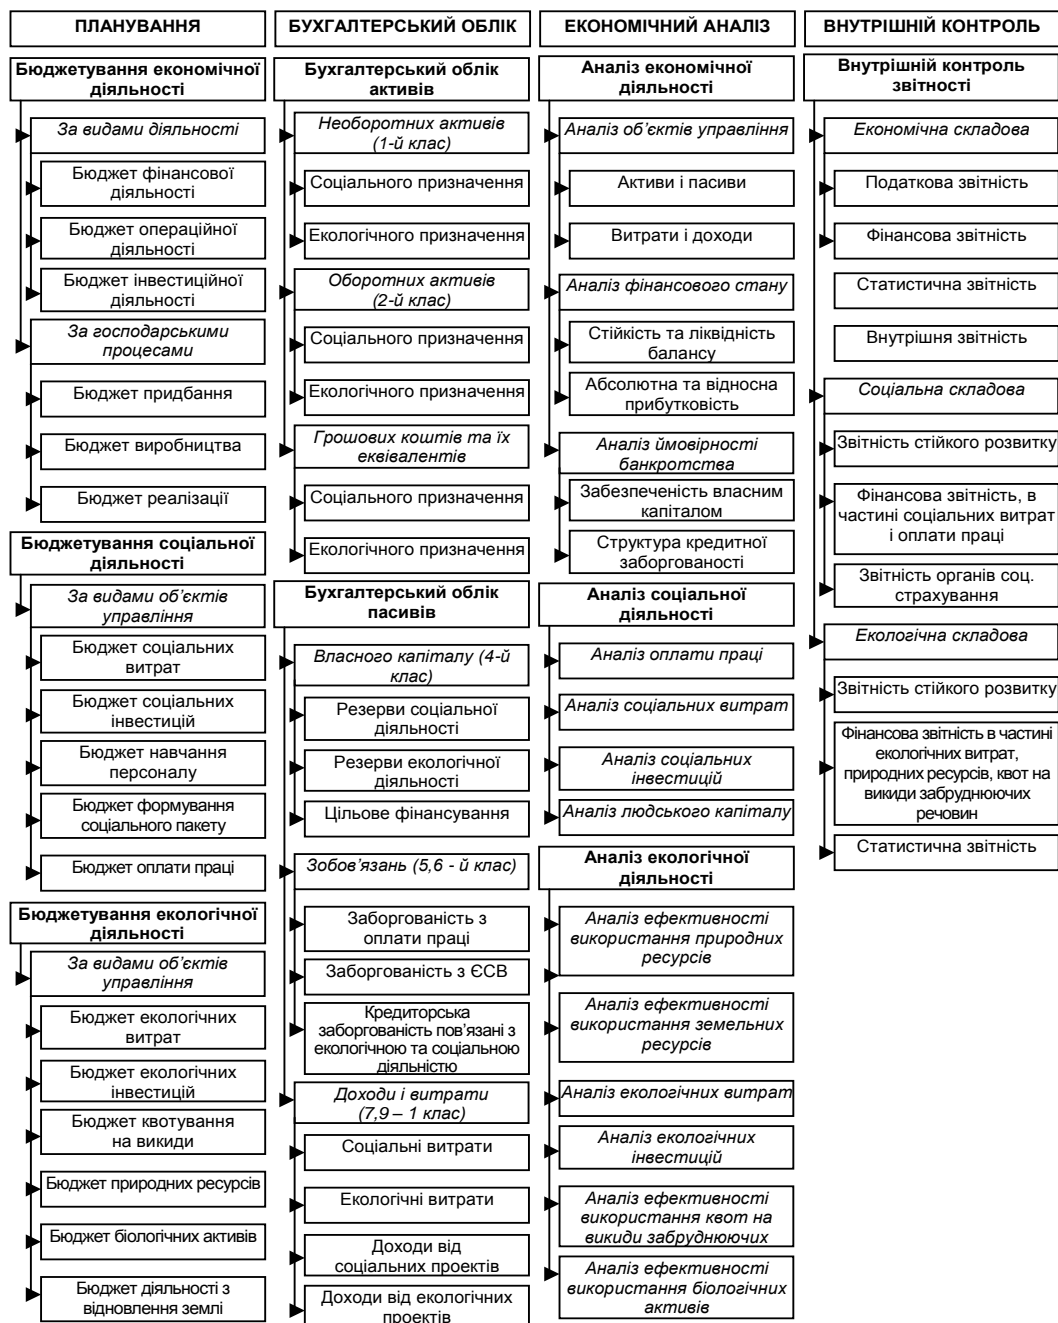 ПЛАНУВАННЯ
Бюджетування економічної
діяльності
За видами діяльності
Бюджет фінансової
діяльності
Бюджет операційної
діяльності
Бюджет інвестиційної
діяльності
За господарськими
процесами
Бюджет придбання
Бюджет виробництва
Бюджет реалізації
Бюджетування соціальної
діяльності
За видами об’єктів
управління
Бюджет соціальних
витрат
Бюджет соціальних
інвестицій
Бюджет навчання
персоналу
Бюджет формування
соціального пакету
Бюджет оплати праці
Бюджетування екологічної
діяльності
За видами об’єктів
управління
Бюджет екологічних
витрат
Бюджет екологічних
інвестицій
Бюджет квотування
на викиди
Бюджет природних ресурсів
Бюджет біологічних активів
Бюджет діяльності з
відновлення землі
БУХГАЛТЕРСЬКИЙ ОБЛІК
Бухгалтерський облік
активів
Необоротних активів
(1-й клас)
Соціального призначення
Екологічного призначення
Оборотних активів
(2-й клас)
Соціального призначення
Екологічного призначення
Грошових коштів та їх
еквівалентів
Соціального призначення
Екологічного призначення
Бухгалтерський облік
пасивів
Власного капіталу (4-й
клас)
Резерви соціальної
діяльності
Резерви екологічної
діяльності
Цільове фінансування
Зобов’язань (5,6 - й клас)
Заборгованість з
оплати праці
Заборгованість з ЄСВ
Кредиторська
заборгованість пов’язані з
екологічною та соціальною
діяльністю
Доходи і витрати
(7,9 – 1 клас)
Соціальні витрати
Екологічні витрати
Доходи від
соціальних проектів
Доходи від екологічних
проектів
ЕКОНОМІЧНИЙ АНАЛІЗ
Аналіз економічної
діяльності
Аналіз об’єктів управління
Активи і пасиви
Витрати і доходи
Аналіз фінансового стану
Стійкість та ліквідність
балансу
Абсолютна та відносна
прибутковість
Аналіз ймовірності
банкротства
Забезпеченість власним
капіталом
Структура кредитної
заборгованості
Аналіз соціальної
діяльності
Аналіз оплати праці
Аналіз соціальних витрат
Аналіз соціальних
інвестицій
Аналіз людського капіталу
Аналіз екологічної
діяльності
Аналіз ефективності
використання природних
ресурсів
Аналіз ефективності
використання земельних
ресурсів
Аналіз екологічних витрат
Аналіз екологічних
інвестицій
Аналіз ефективності
використання квот на
викиди забруднюючих
Аналіз ефективності
використання біологічних
активів
ВНУТРІШНІЙ КОНТРОЛЬ
Внутрішній контроль
звітності
Економічна складова
Податкова звітність
Фінансова звітність
Статистична звітність
Внутрішня звітність
Соціальна складова
Звітність стійкого розвитку
Фінансова звітність, в
частині соціальних витрат
і оплати праці
Звітність органів соц.
страхування
Екологічна складова
Звітність стійкого розвитку
Фінансова звітність в частині
екологічних витрат,
природних ресурсів, квот на
викиди забруднюючих
речовин
Статистична звітність